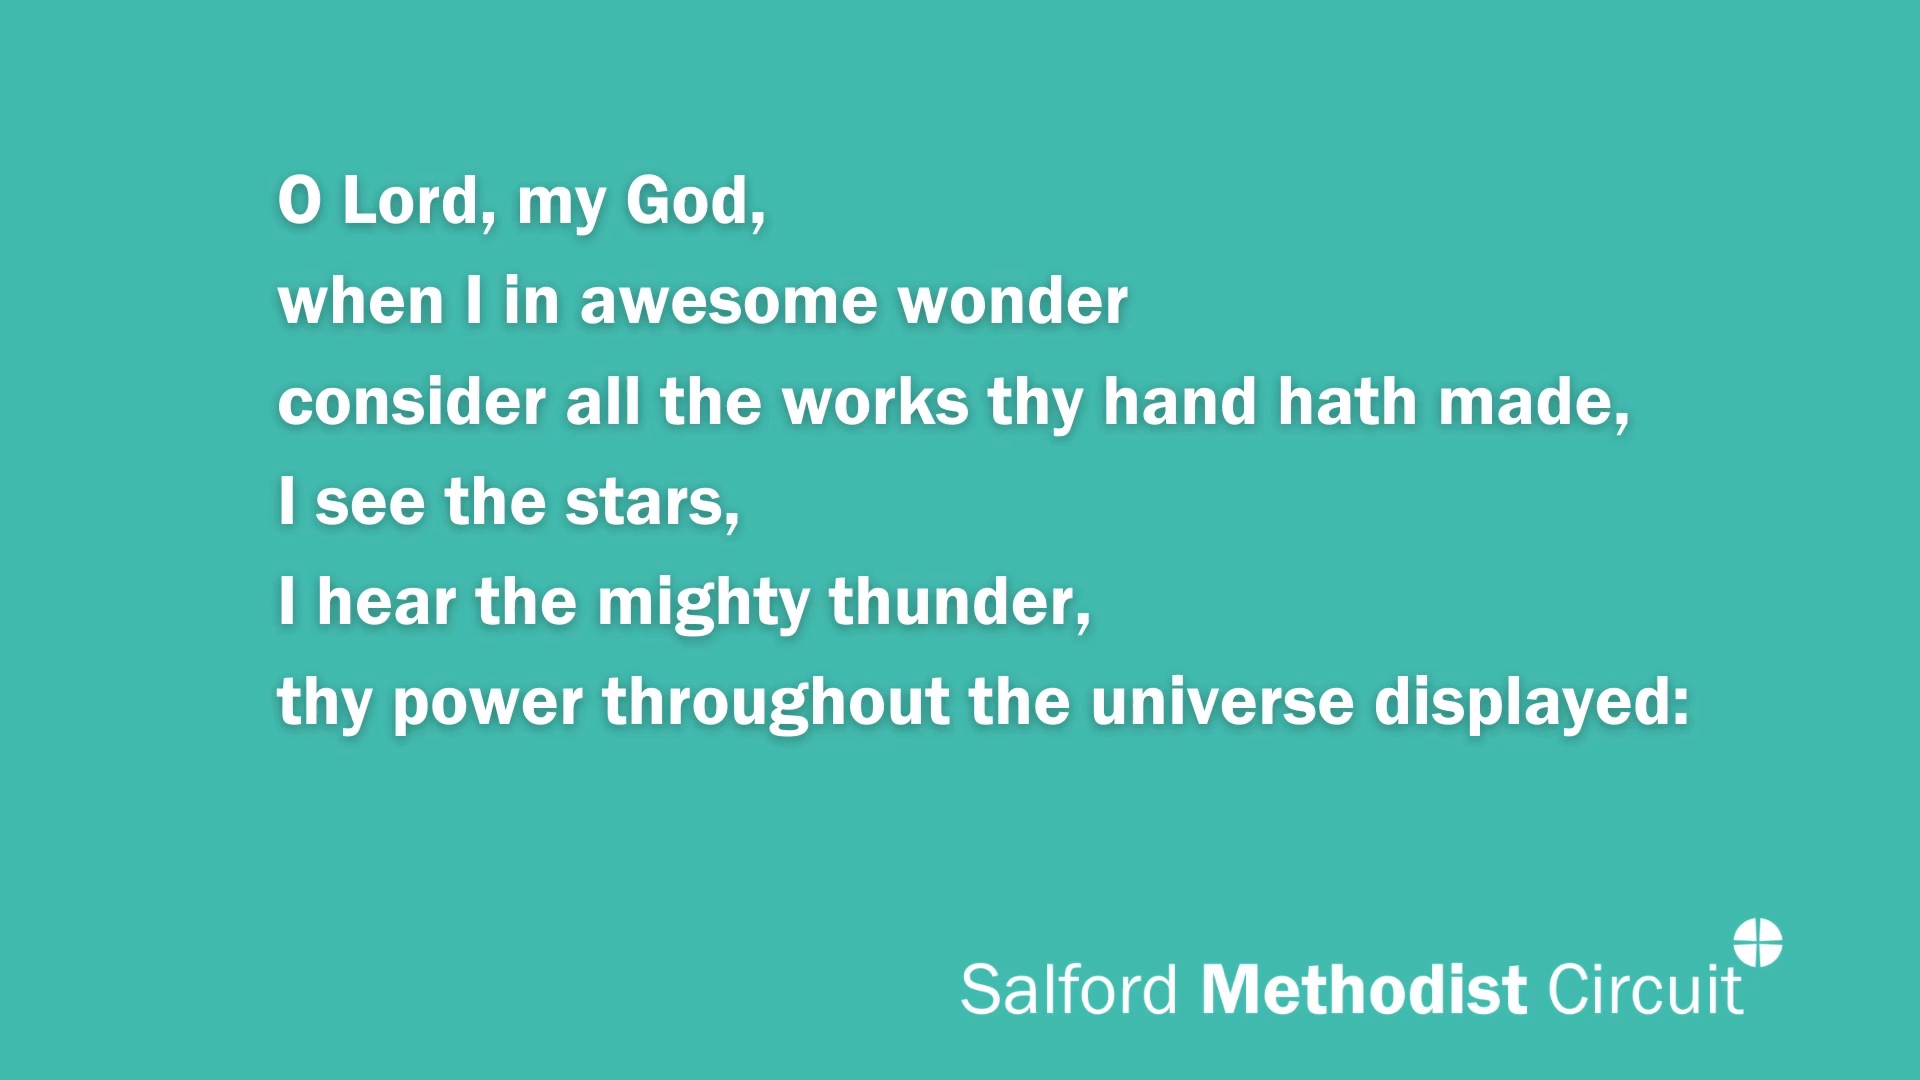 O Lord, my God,
when I in awesome wonder
consider all the works thy hand hath made,
I see the stars,
I hear the mighty thunder,
thy power throughout the universe displayed:
Salford Methodist Circuit